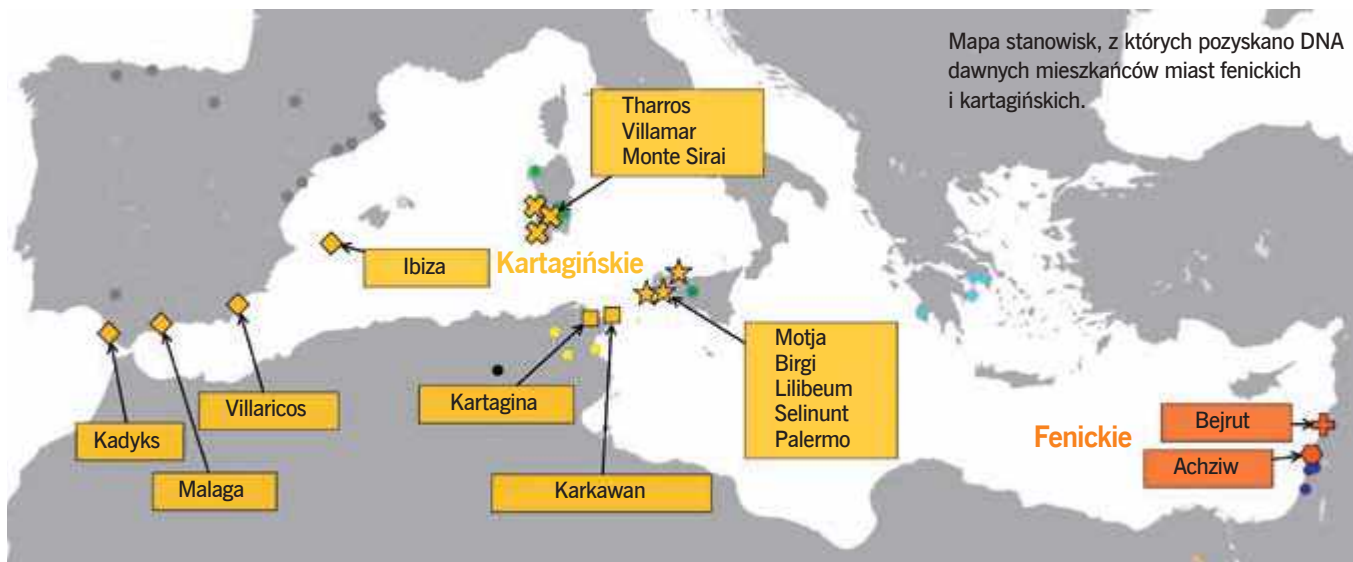 Mapa stanowisk, z których pozyskano DNA
dawnych mieszkańców miast fenickich
i kartagińskich.
Tharros
Villamar
Monte Sirai
Ibiza
Kartagińskie
Motja
Birgi
Lilibeum
Selinunt
Palermo
Kartagina
Villaricos
Kadyks
Malaga
Karkawan
Fenickie
Bejrut
Achziw